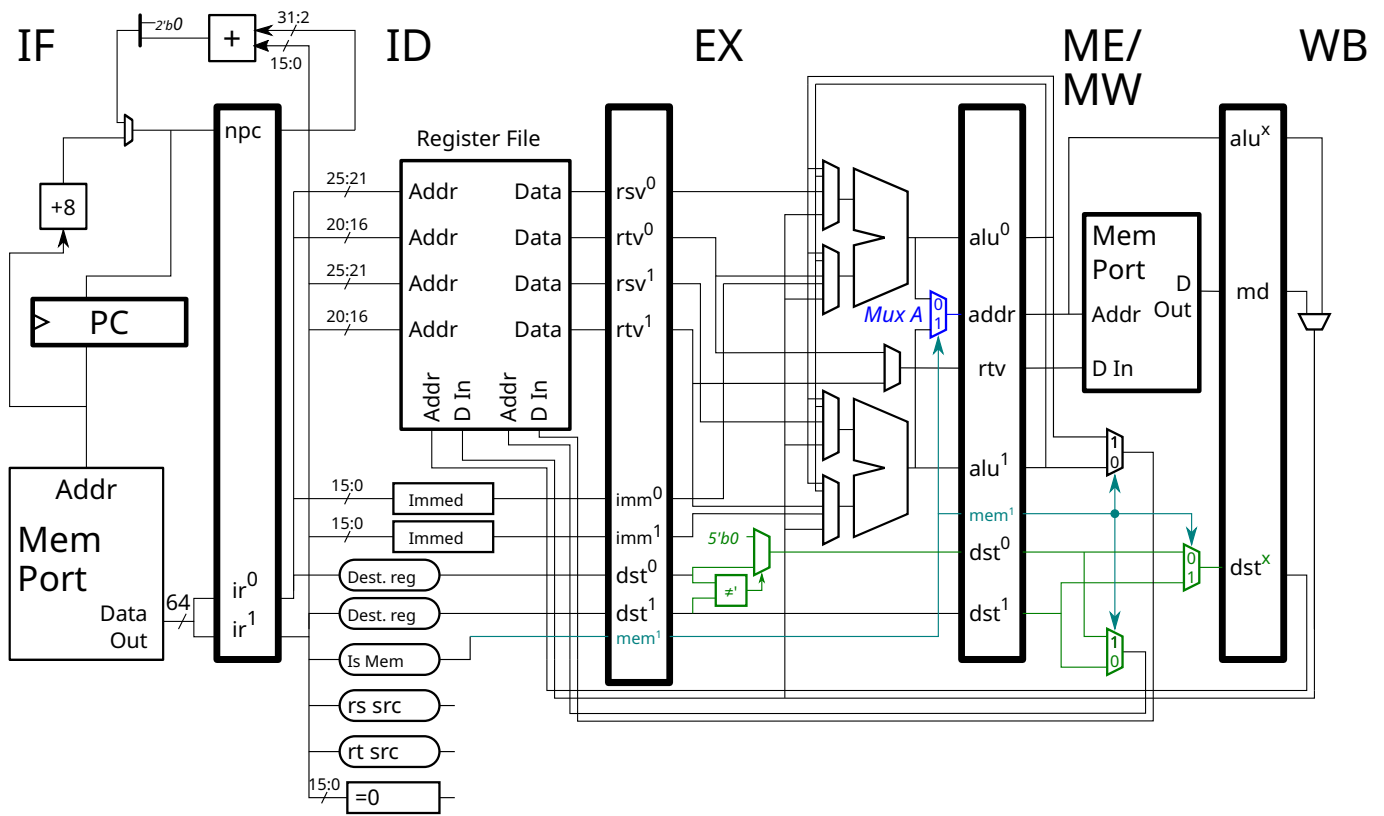 IF
ID
EX
ME/
MW
WB
2'b0
+
31:2
15:0
npc
+8
PC
Addr
Mem
Port
Data
Out
64
ir0
ir1
Register File
25:21
20:16
25:21
20:16
Addr Data
Addr Data
Addr Data
Addr Data
Addr
D In
Addr
D In
15:0
Immed
15:0
Immed
Dest. reg
Dest. reg
Is Mem
rs src
rt src
15:0
=0
rsv0
rtv0
rsv1
rtv1
imm0
imm1
dst0
dst1
mem1
5'b0
≠'
Mux A
0
1
alu0
addr
rtv
alu1
mem1
dst0
dst1
Mem
Port
D
Out
Addr
D In
1
0
0
1
1
0
alux
md
dstx